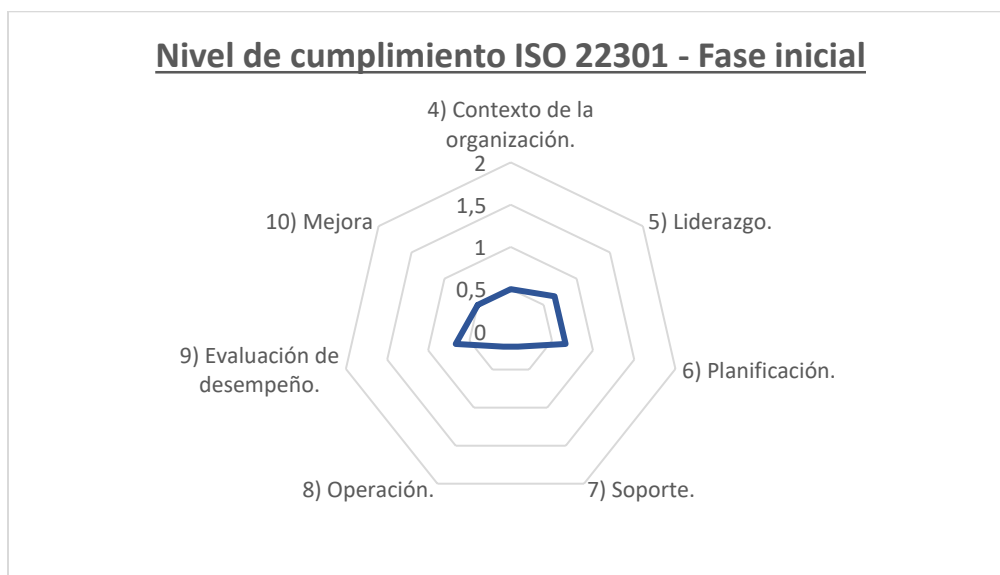 Nivel de cumplimiento ISO 22301 - Fase inicial
4) Contexto de la
organización.
2
1,5
1
0,5
0
5) Liderazgo.
6) Planificación.
7) Soporte.
8) Operación.
9) Evaluación de
desempeño.
10) Mejora